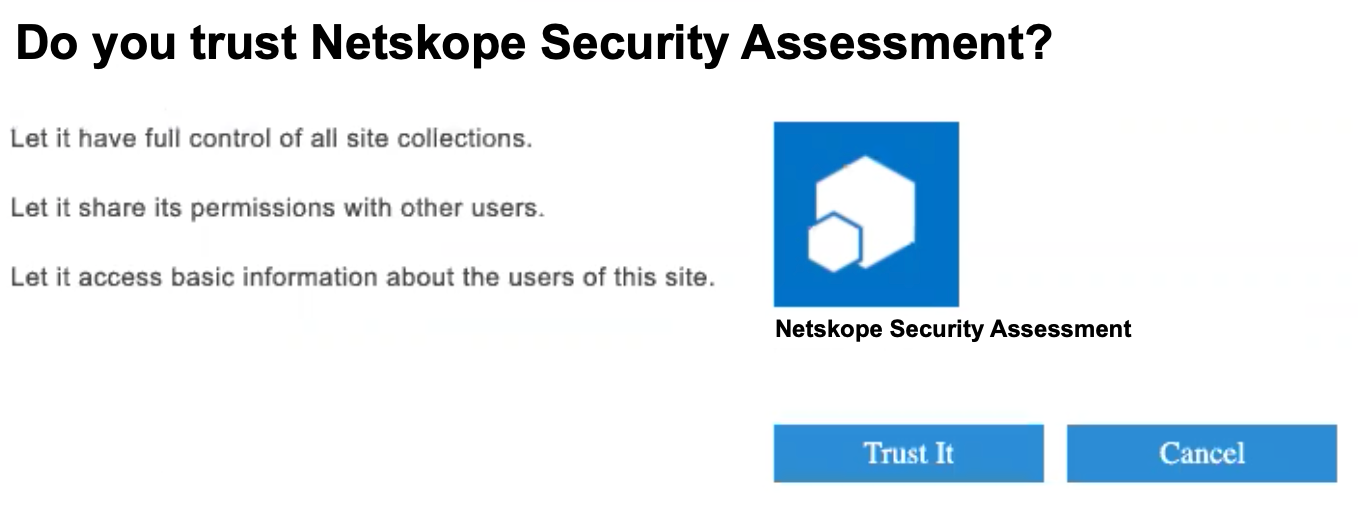 Do you trust Netskope Security Assessment?
Let it have full control of all site collections.
Let it share its permissions with other users.
Let it access basic information about the users of this site.
Netskope Security Assessment
Trust It
Cancel